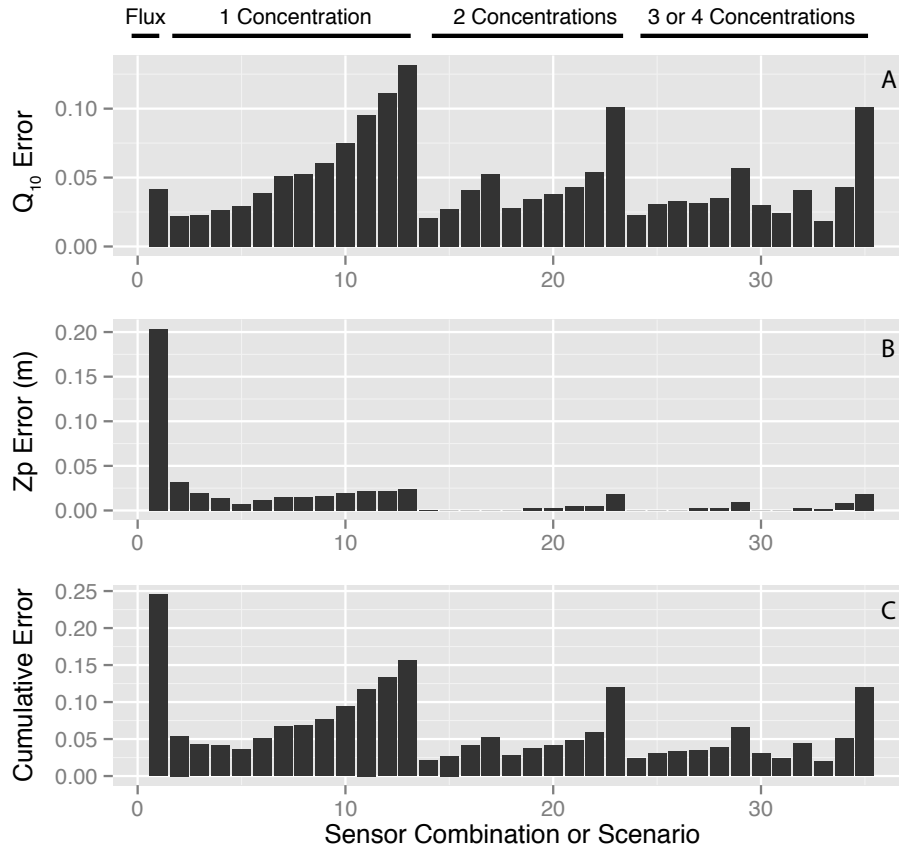 Flux 1 Concentration 2 Concentrations 3 or 4 Concentrations
A
Q10 Error
0.10
0.05
0.00
0 10 20 30
B
Zp Error (m)
0.20
0.15
0.10
0.05
0.00
0 10 20 30
C
Cumulative Error
0.25
0.20
0.15
0.10
0.05
0.00
0 10 20 30
Sensor Combination or Scenario